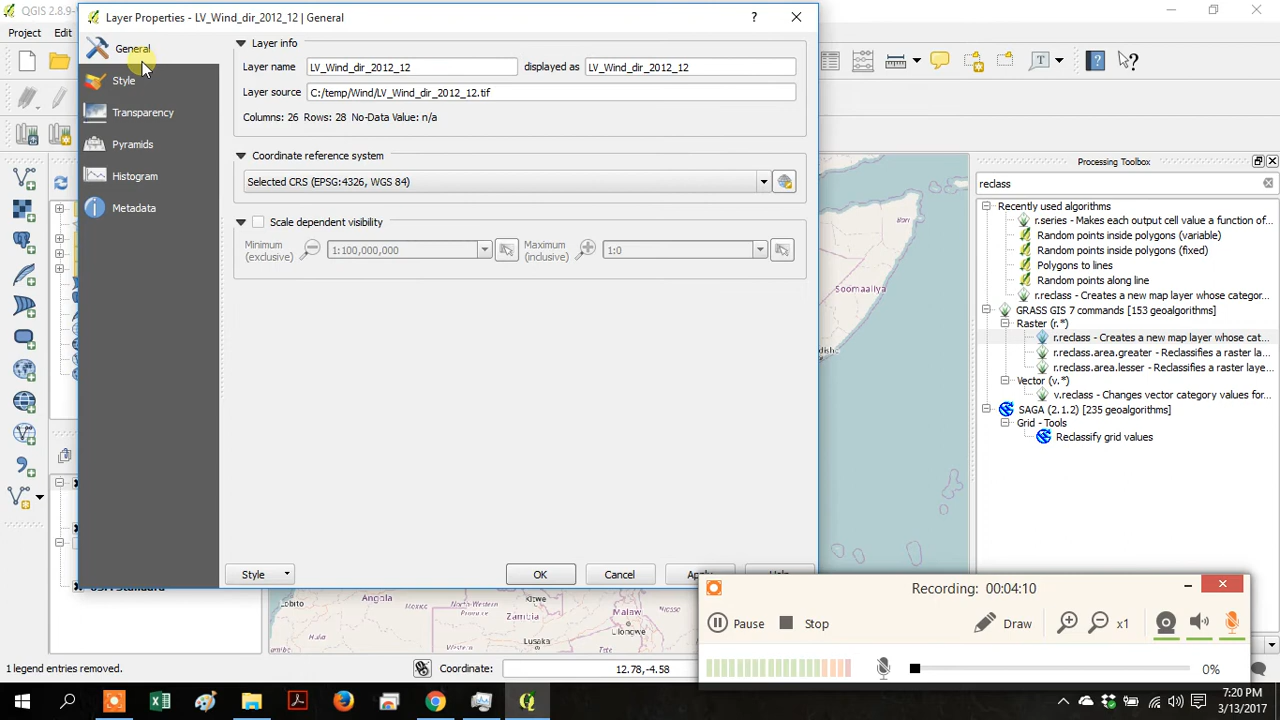 QGIS 2.8.9-
Layer Properties - LV_Wind_dir_2012_12 | General
?
Project Edit
General
Style
Transparency
Pyramids
Histogram
Metadata
Layer info
Layer name LV_Wind_dir_2012_12 displayed as LV_Wind_dir_2012_12
Layer source C:/temp/Wind/LV_Wind_dir_2012_12.tif
Columns: 26 Rows: 28 No-Data Value: n/a
Coordinate reference system
Selected CRS (EPSG:4326, WGS 84)
Scale dependent visibility
Minimum (exclusive) 1:100,000,000 Maximum (inclusive) 1:0
Style OK Cancel
Soomaaliya
Processing Toolbox
reclass
Recently used algorithms
r.series - Makes each output cell value a function of...
Random points inside polygons (variable)
Random points inside polygons (fixed)
Polygons to lines
Random points along line
r.reclass - Creates a new map layer whose categor...
GRASS GIS 7 commands [153 geoalgorithms]
Raster (r.*)
r.reclass - Creates a new map layer whose cat...
r.reclass.area.greater - Reclassifies a raster la...
r.reclass.area.lesser - Reclassifies a raster laye...
Vector (v.*)
v.reclass - Changes vector category values for...
SAGA (2.1.2) [235 geoalgorithms]
Grid - Tools
Reclassify grid values
Recording: 00:04:10
Pause Stop Draw x1
0%
Lobito
Angola
Malawi
Lilongwe
Lusaka
1 legend entries removed.
Coordinate: 12.78,-4.58
7:20 PM
3/13/2017